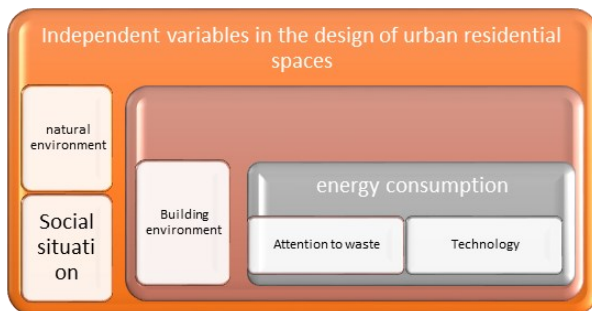 Independent variables in the design of urban residential
spaces
natural
environment
Social
situati
on
Building
environment
energy consumption
Attention to waste
Technology